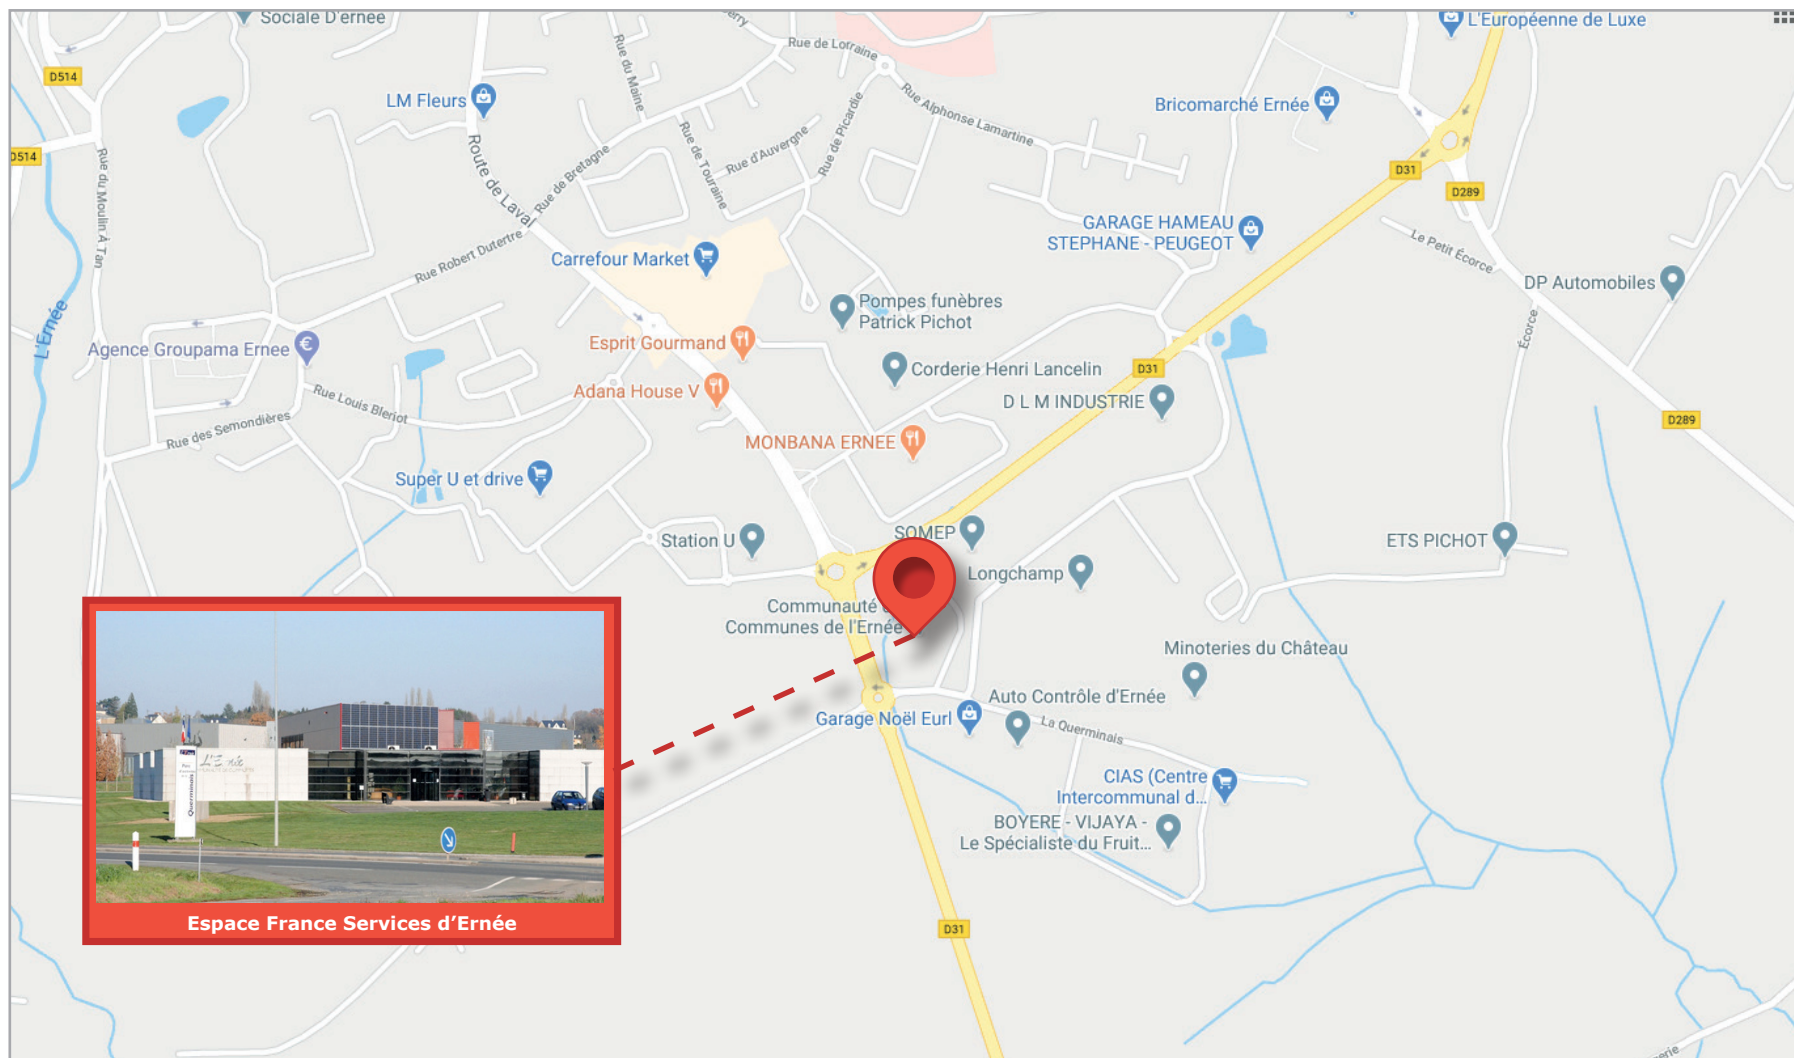 Sociale D'ernee
L'Européenne de Luxe
Rue de Lorraine
D514
Rue du Maine
LM Fleurs
Rue Alphonse Lamartine
Bricomarché Ernée
Rue de Picardie
Rue d'Auvergne
Rue de Touraine
D514
Rue du Moulin À Tan
Route de Laval
Rue de Bretagne
D31
D289
GARAGE HAMEAU
STEPHANE - PEUGEOT
Le Petit Écorce
Rue Robert Dutertre
Carrefour Market
DP Automobiles
Pompes funèbres
Patrick Pichot
L'Ernée
Écorce
Esprit Gourmand
Agence Groupama Ernee
Corderie Henri Lancelin
D31
Adana House V
Rue Louis Bleriot
D L M INDUSTRIE
D289
Rue des Semondières
MONBANA ERNEE
Super U et drive
SOMEP
Station U
ETS PICHOT
Longchamp
Communauté
Communes de l'Ernée
Minoteries du Château
Auto Contrôle d'Ernée
Garage Noël Eurl
La Querminais
L'Ernée
Querminais
CIAS (Centre
Intercommunal d...
BOYERE - VIJAYA -
Le Spécialiste du Fruit...
Espace France Services d’Ernée
D31